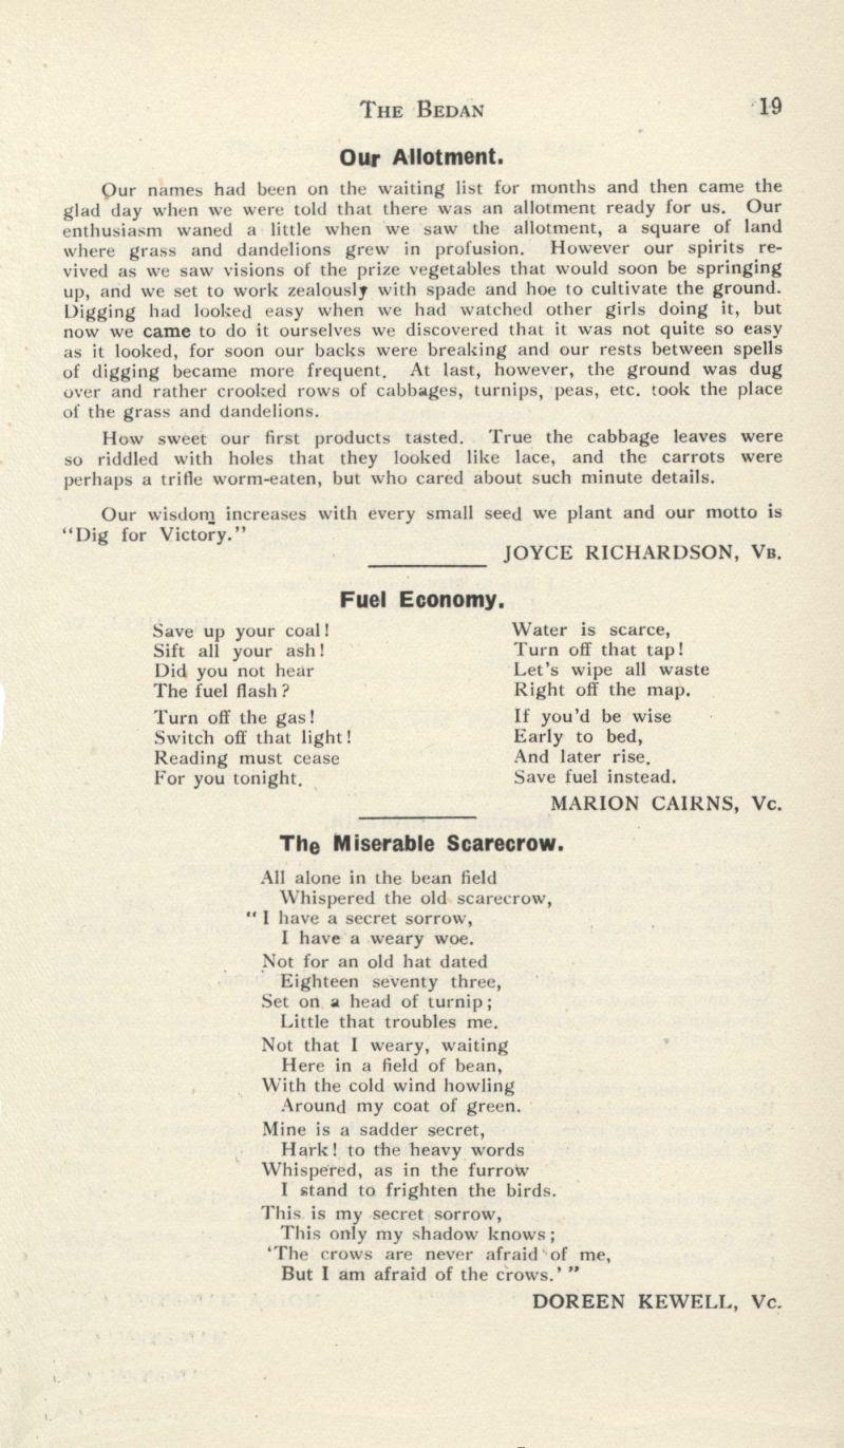 THE BEDAN 19
Our Allotment.
Our names had been on the waiting list for months and then came the
glad day when we were told that there was an allotment ready for us. Our
enthusiasm waned a little when we saw the allotment, a square of land
where grass and dandelions grew in profusion. However our spirits re-
vived as we saw visions of the prize vegetables that would soon be springing
up, and we set to work zealously with spade and hoe to cultivate the ground.
Digging had looked easy when we had watched other girls doing it, but
now we came to do it ourselves we discovered that it was not quite so easy
as it looked, for soon our backs were breaking and our rests between spells
of digging became more frequent. At last, however, the ground was dug
over and rather crooked rows of cabbages, turnips, peas, etc. took the place
of the grass and dandelions.
How sweet our first products tasted. True the cabbage leaves were
so riddled with holes that they looked like lace, and the carrots were
perhaps a trifle worm-eaten, but who cared about such minute details.
Our wisdom increases with every small seed we plant and our motto is
"Dig for Victory."
JOYCE RICHARDSON, VB.
Fuel Economy.
Save up your coal!
Sift all your ash!
Did you not hear
The fuel flash?
Turn off the gas!
Switch off that light!
Reading must cease
For you tonight.
Water is scarce,
Turn off that tap!
Let's wipe all waste
Right off the map.
If you'd be wise
Early to bed,
And later rise.
Save fuel instead.
MARION CAIRNS, Vc.
The Miserable Scarecrow.
All alone in the bean field
Whispered the old scarecrow,
"I have a secret sorrow,
I have a weary woe.
Not for an old hat dated
Eighteen seventy three,
Set on a head of turnip;
Little that troubles me.
Not that I weary, waiting
Here in a field of bean,
With the cold wind howling
Around my coat of green.
Mine is a sadder secret,
Hark! to the heavy words
Whispered, as in the furrow
I stand to frighten the birds.
This is my secret sorrow,
This only my shadow knows;
'The crows are never afraid of me,
But I am afraid of the crows.' "
DOREEN KEWELL, Vc.